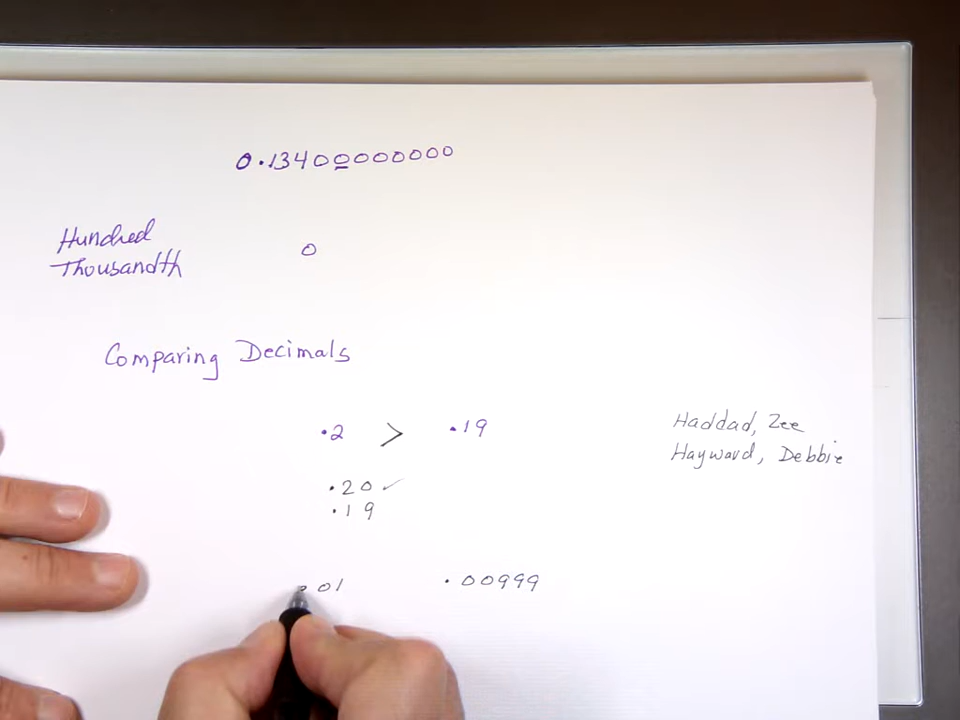 0.13400000000
Hundred
Thousandth 0
Comparing Decimals
.2 > .19
Haddad, Zee
Hayward, Debbie
.20 ✓
.19
.01 .00999